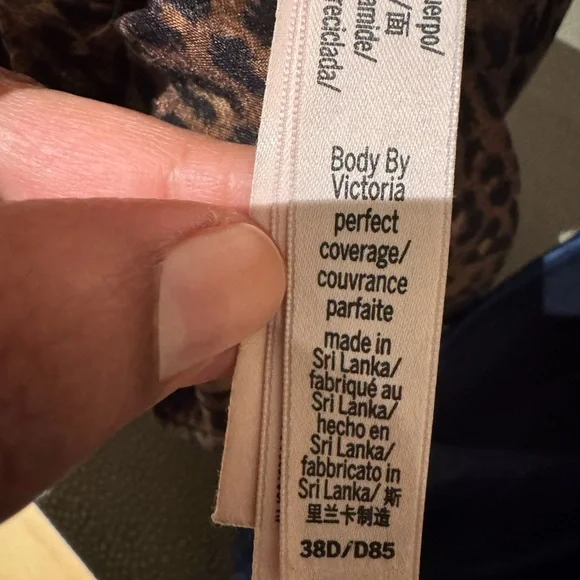 uerpo/
/面
amide/
reciclada/
Body By
Victoria
perfect
coverage/
couvrance
parfaite
made in
Sri Lanka/
fabriqué au
Sri Lanka/
hecho en
Sri Lanka/
fabbricato in
Sri Lanka/ 斯
里兰卡制造
38D/D85